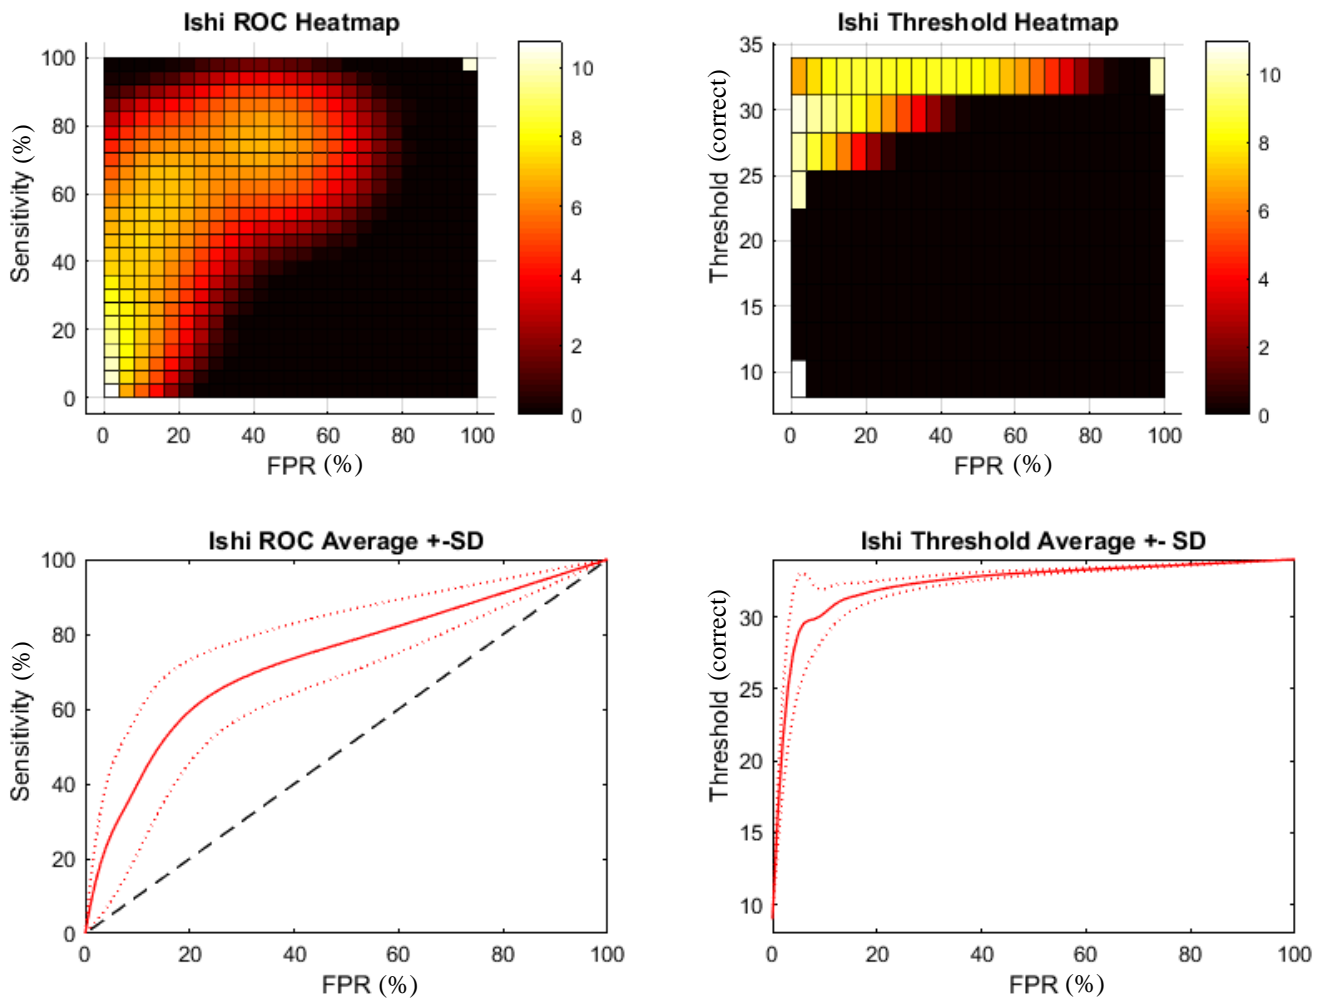 Ishi ROC Heatmap
Sensitivity (%)
100
80
60
40
20
0
0 20 40 60 80 100
FPR (%)
10
8
6
4
2
0
Ishi Threshold Heatmap
Threshold (correct)
35
30
25
20
15
10
0 20 40 60 80 100
FPR (%)
10
8
6
4
2
0
Ishi ROC Average +-SD
Sensitivity (%)
100
80
60
40
20
0
0 20 40 60 80 100
FPR (%)
Ishi Threshold Average +- SD
Threshold (correct)
30
25
20
15
10
0 20 40 60 80 100
FPR (%)